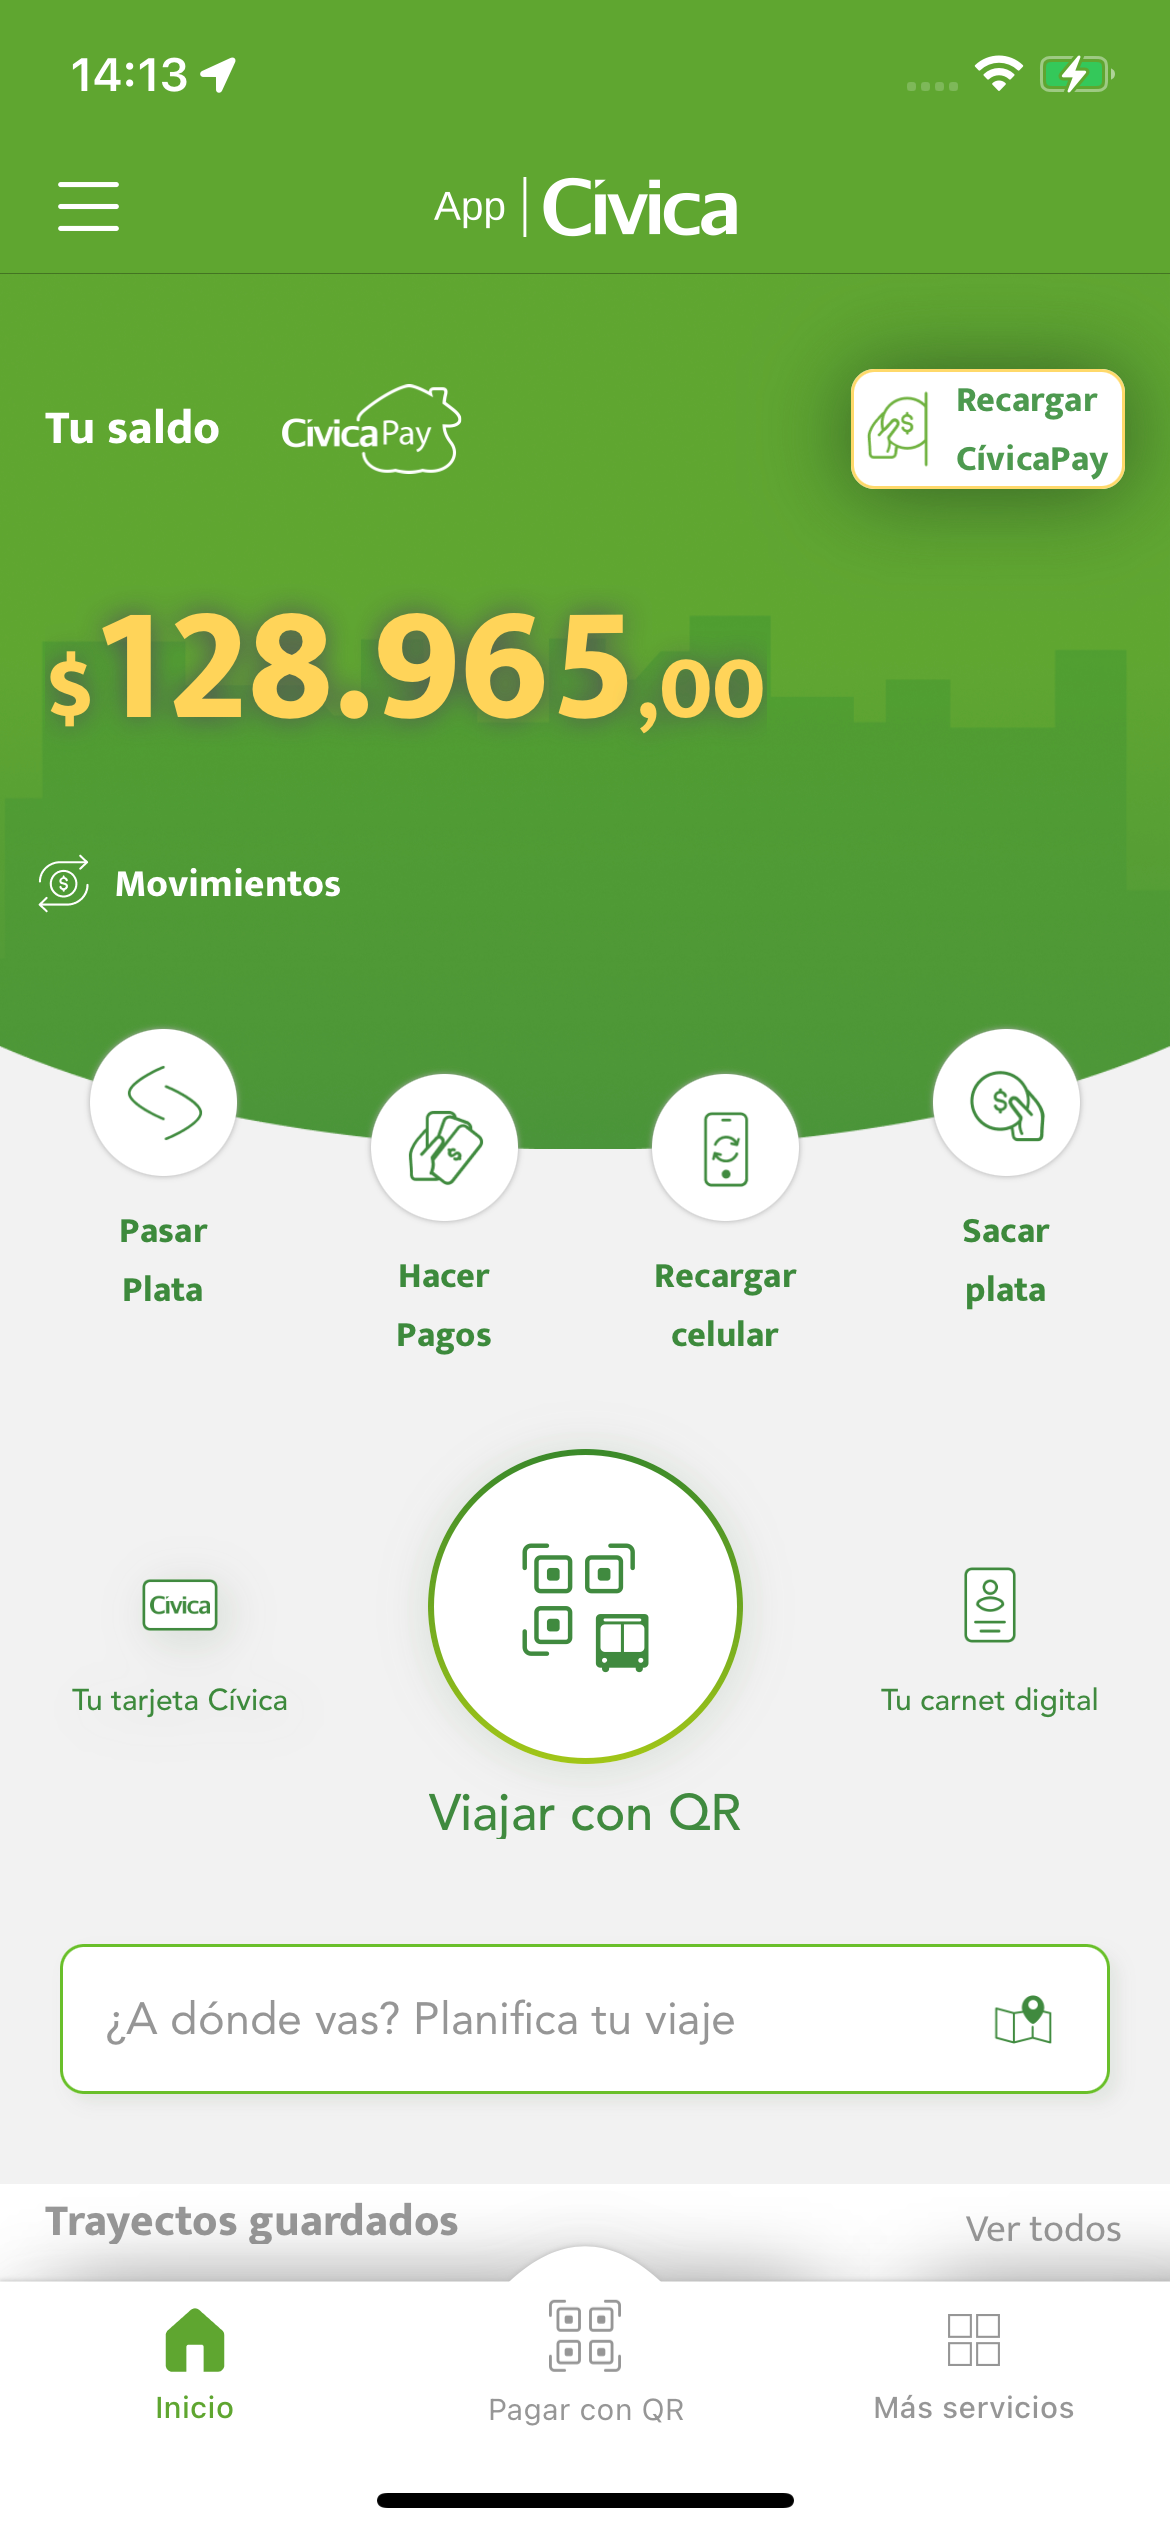 14:13
App | Cívica
Tu saldo
CívicaPay
Recargar
CívicaPay
$128.965,00
Movimientos
Pasar
Plata
Hacer
Pagos
Recargar
celular
Sacar
plata
Cívica
Tu tarjeta Cívica
Viajar con QR
Tu carnet digital
¿A dónde vas? Planifica tu viaje
Trayectos guardados
Ver todos
Inicio
Pagar con QR
Más servicios